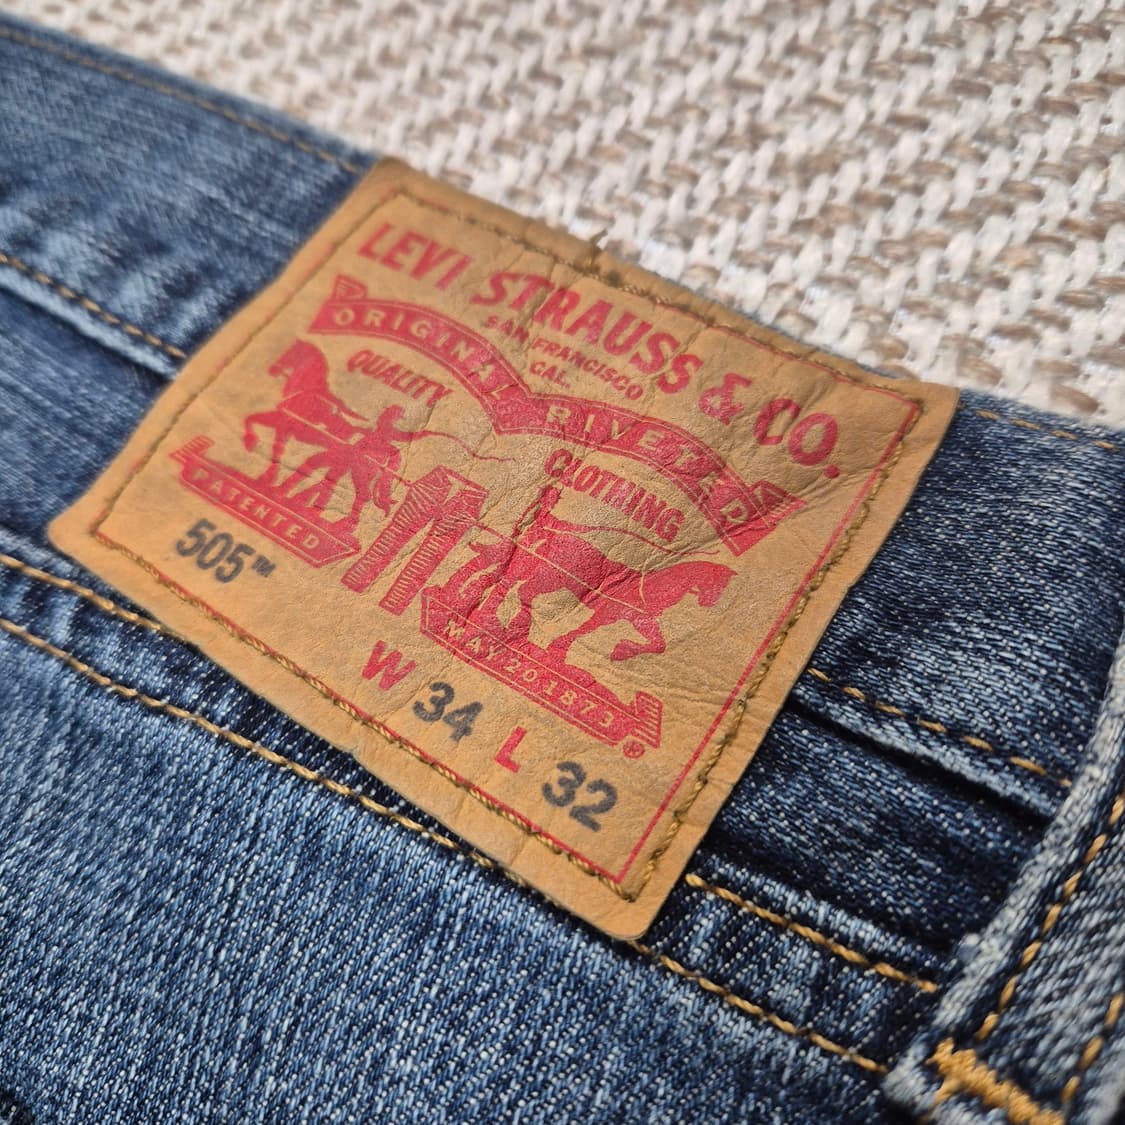 LEVI STRAUSS & CO.
SAN FRANCISCO
CAL.
ORIGINAL RIVETED
QUALITY
CLOTHING
PATENTED
MAY 20 1873
®
505™
W 34 L 32